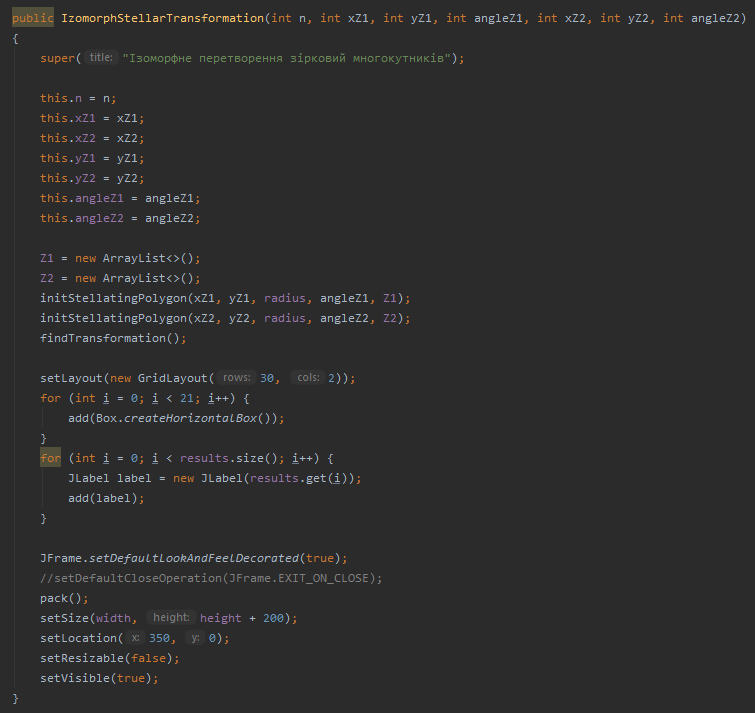 public IzomorphStellarTransformation(int n, int xZ1, int yZ1, int angleZ1, int xZ2, int yZ2, int angleZ2)
{
super( title: "Ізоморфне перетворення зірковий многокутників");
this.n = n;
this.xZ1 = xZ1;
this.xZ2 = xZ2;
this.yZ1 = yZ1;
this.yZ2 = yZ2;
this.angleZ1 = angleZ1;
this.angleZ2 = angleZ2;
Z1 = new ArrayList<>();
Z2 = new ArrayList<>();
initStellatingPolygon(xZ1, yZ1, radius, angleZ1, Z1);
initStellatingPolygon(xZ2, yZ2, radius, angleZ2, Z2);
findTransformation();
setLayout(new GridLayout( rows: 30, cols: 2));
for (int i = 0; i < 21; i++) {
add(Box.createHorizontalBox());
}
for (int i = 0; i < results.size(); i++) {
JLabel label = new JLabel(results.get(i));
add(label);
}
JFrame.setDefaultLookAndFeelDecorated(true);
//setDefaultCloseOperation(JFrame.EXIT_ON_CLOSE);
pack();
setSize(width, height: height + 200);
setLocation( x: 350, y: 0);
setResizable(false);
setVisible(true);
}